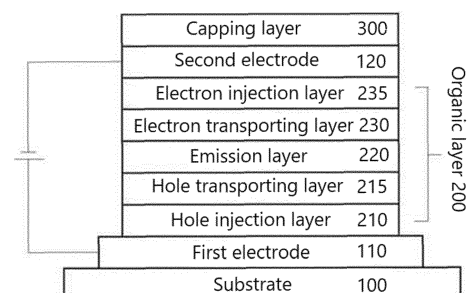 Capping layer 300
Second electrode 120
Electron injection layer 235
Electron transporting layer 230
Emission layer 220
Hole transporting layer 215
Hole injection layer 210
First electrode 110
Substrate 100
Organic layer 200